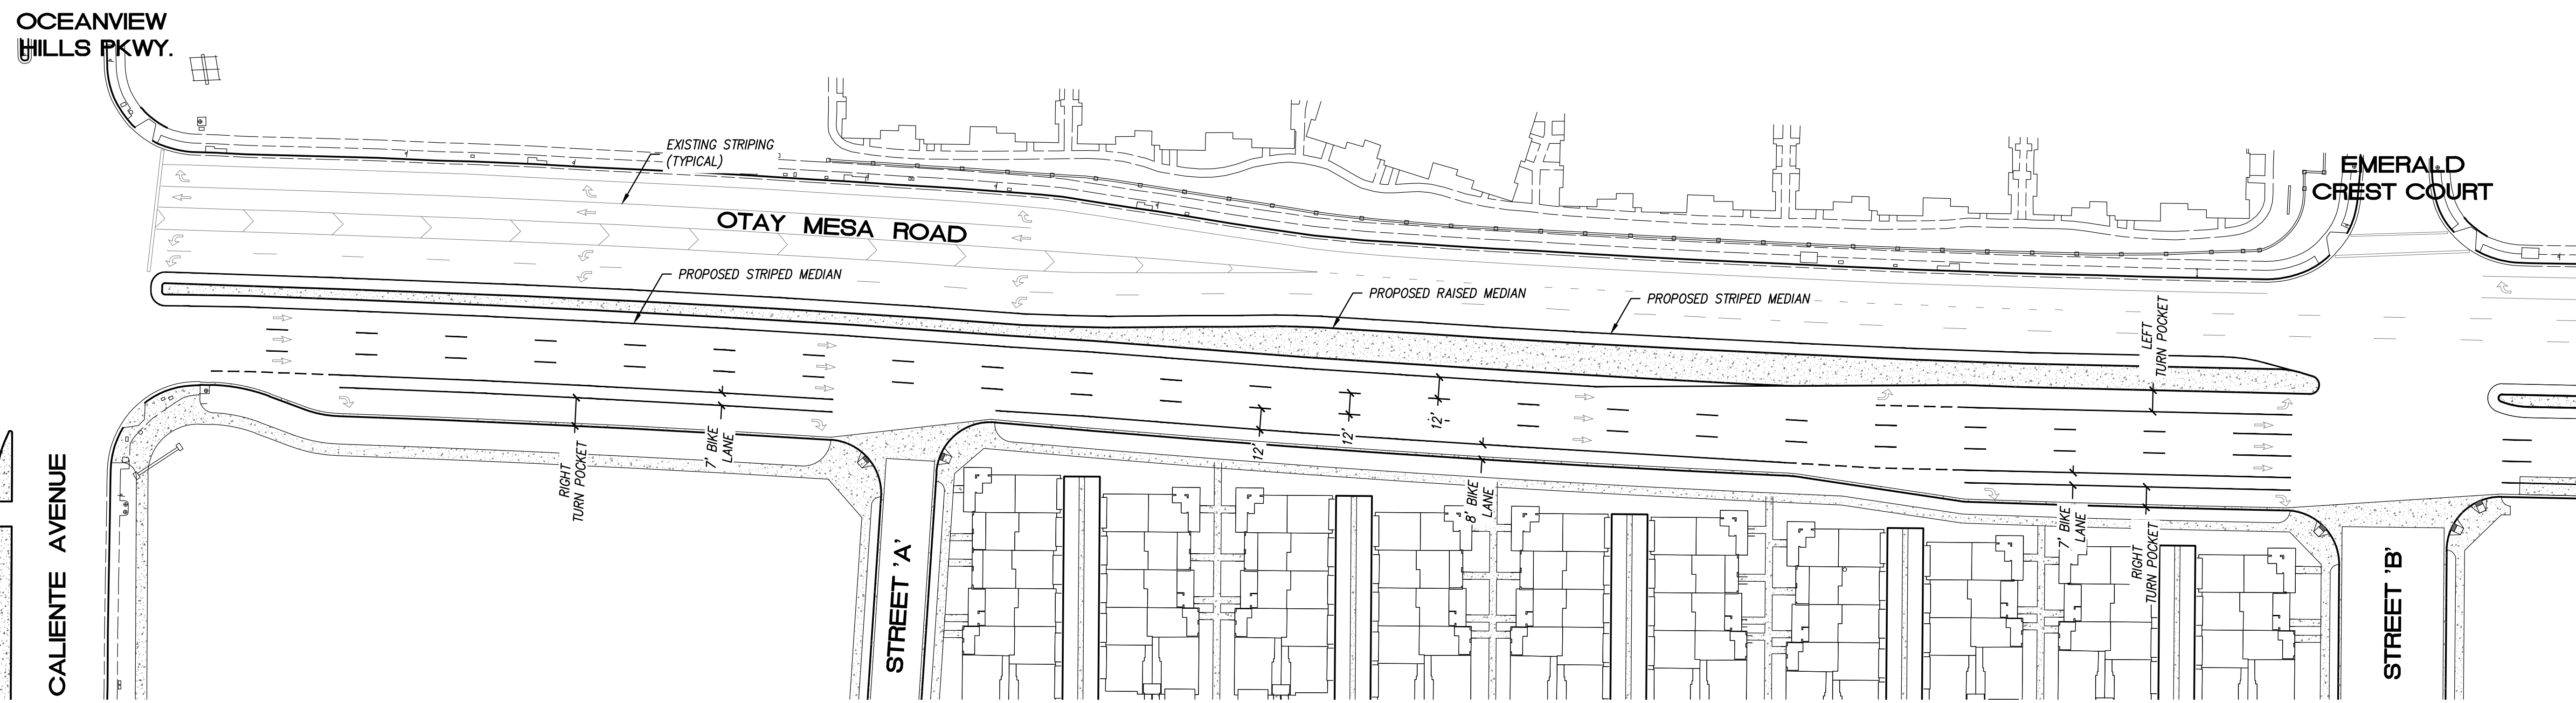 OCEANVIEW
HILLS PKWY.
EXISTING STRIPING
(TYPICAL)
EMERALD
CREST COURT
OTAY MESA ROAD
PROPOSED STRIPED MEDIAN
PROPOSED RAISED MEDIAN
PROPOSED STRIPED MEDIAN
LEFT
TURN POCKET
RIGHT
TURN POCKET
7' BIKE
LANE
12'
12'
12'
8' BIKE
LANE
7' BIKE
LANE
RIGHT
TURN POCKET
CALIENTE AVENUE
STREET 'A'
STREET 'B'